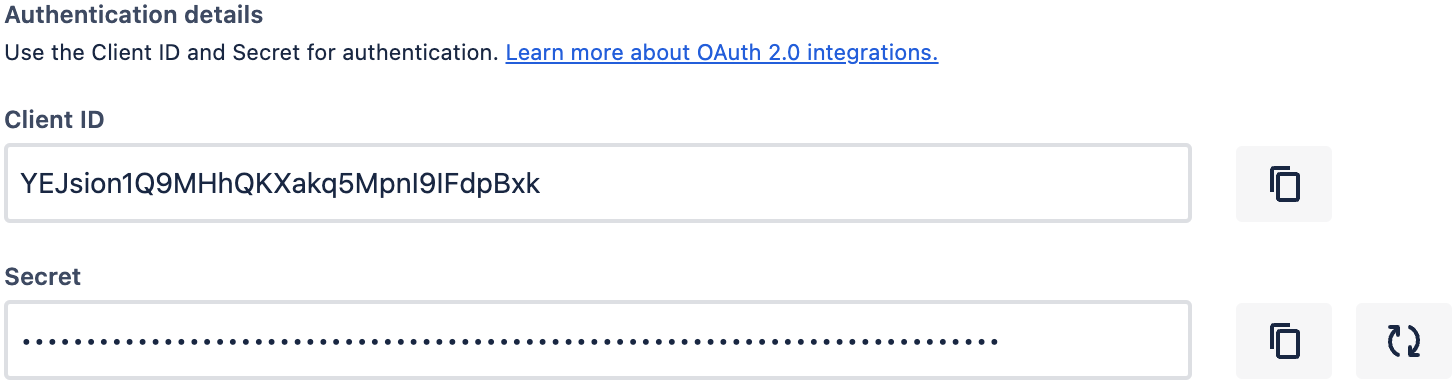 Authentication details
Use the Client ID and Secret for authentication. Learn more about OAuth 2.0 integrations.
Client ID
YEJsion1Q9MHhQKXakq5MpnI9IFdpBxk
Secret